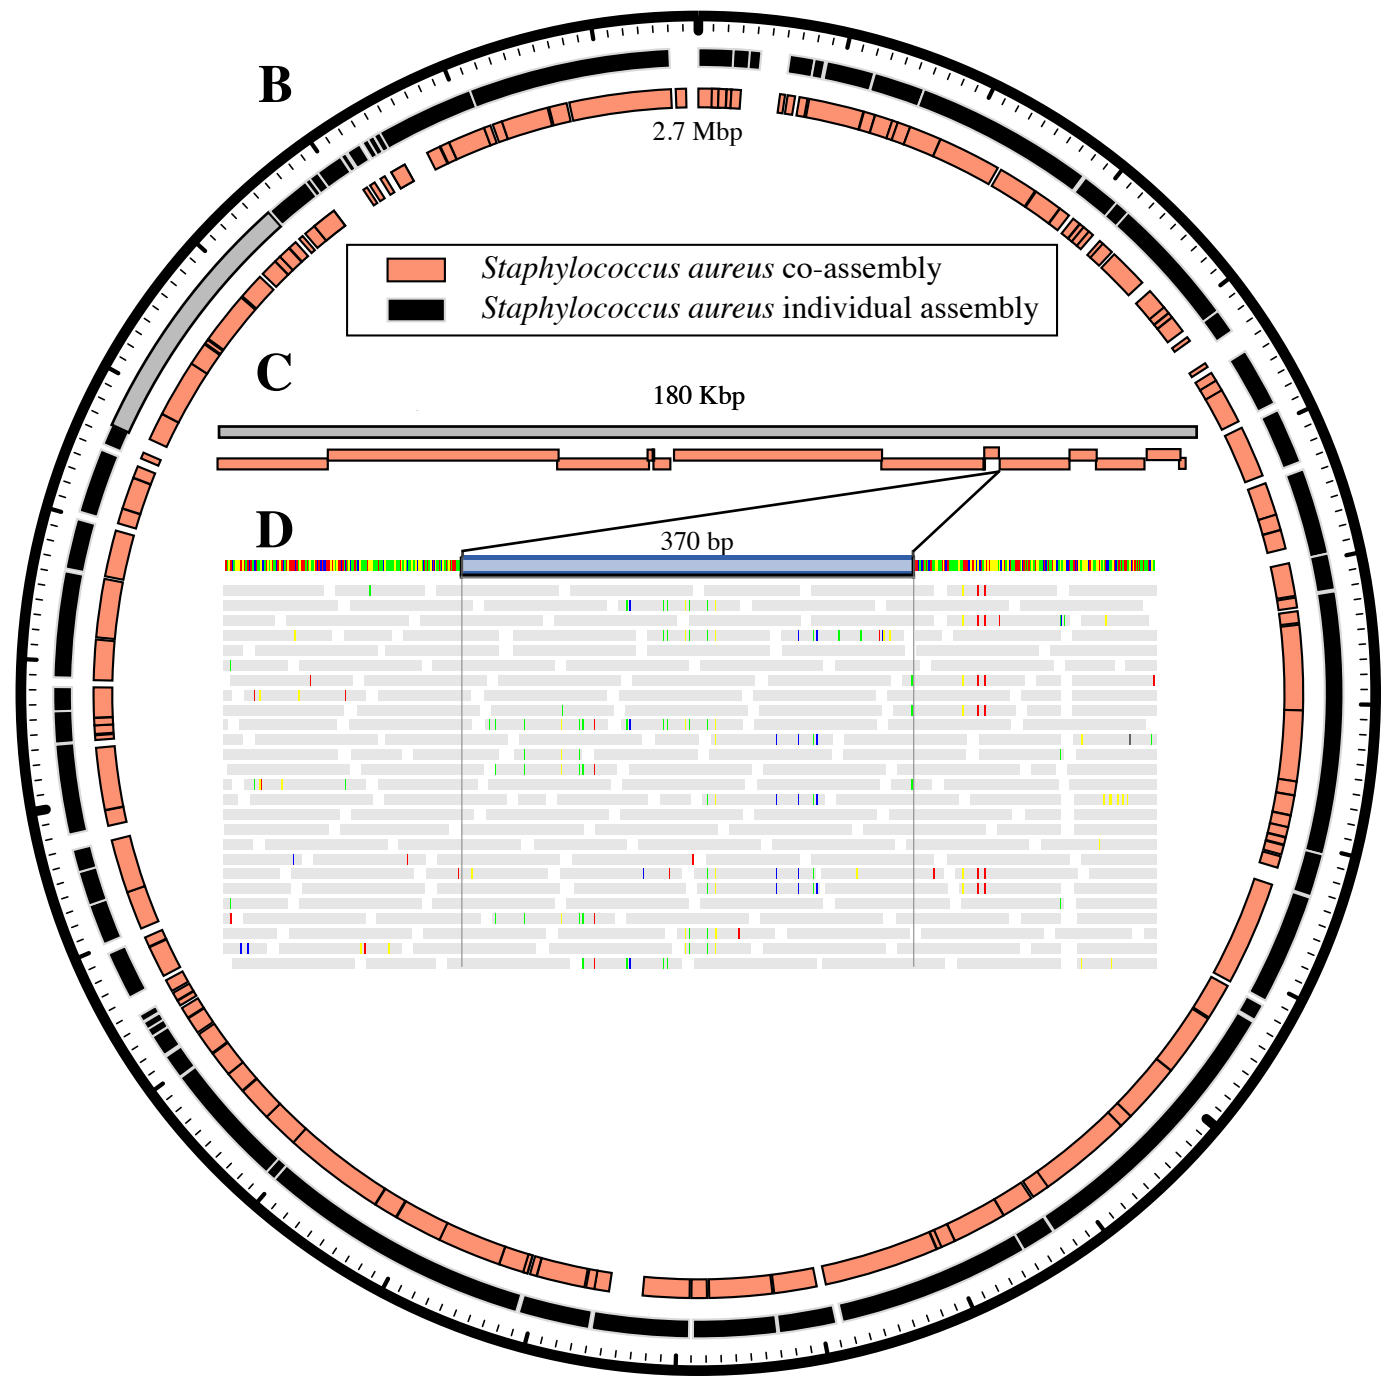 B
2.7 Mbp
Staphylococcus aureus co-assembly
Staphylococcus aureus individual assembly
C
180 Kbp
D
370 bp